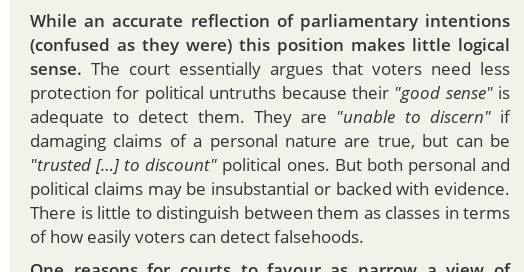 While an accurate reflection of parliamentary intentions
(confused as they were) this position makes little logical
sense. The court essentially argues that voters need less
protection for political untruths because their "good sense" is
adequate to detect them. They are "unable to discern" if
damaging claims of a personal nature are true, but can be
"trusted [...] to discount" political ones. But both personal and
political claims may be insubstantial or backed with evidence.
There is little to distinguish between them as classes in terms
of how easily voters can detect falsehoods.
One reasons for courts to favour as narrow a view of